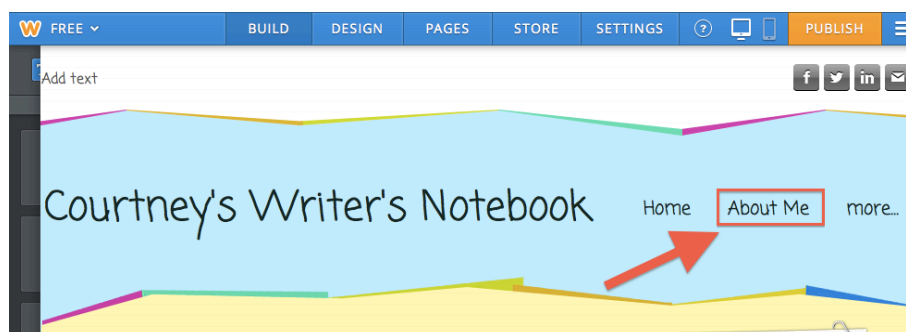 W FREE BUILD DESIGN PAGES STORE SETTINGS ? PUBLISH
Add text f in
Courtney's Writer's Notebook Home About Me more...